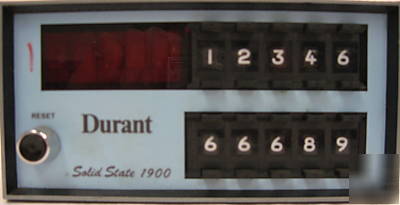 1 2 3 4 6
RESET
Durant
6 6 6 8 9
Solid State 1900